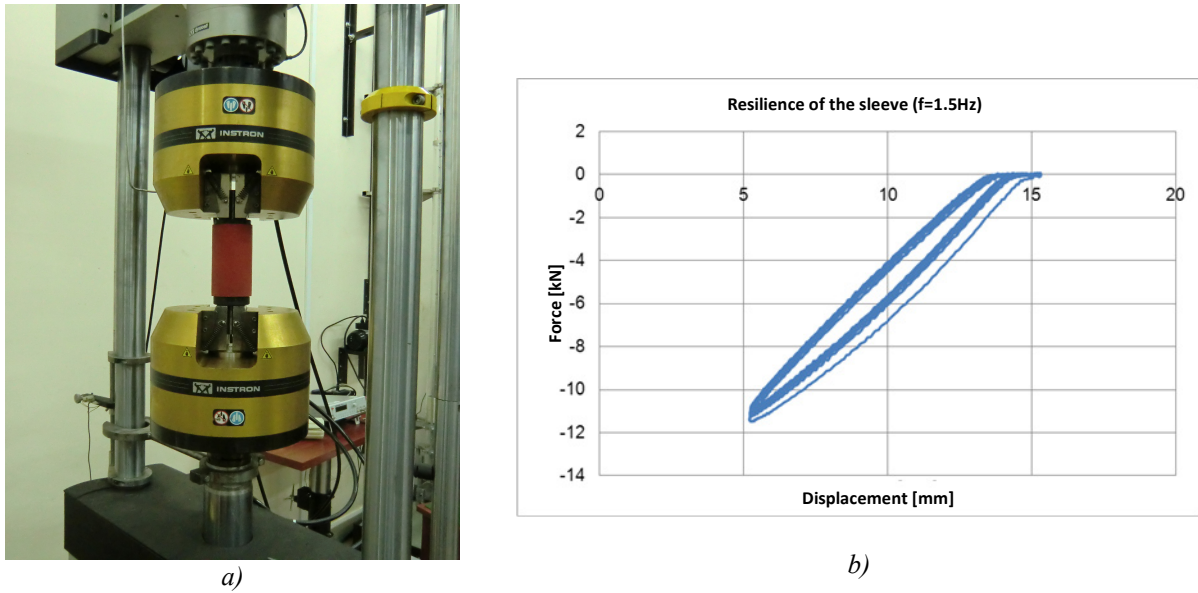 INSTRON
INSTRON
a)
Resilience of the sleeve (f=1.5Hz)
Force [kN]
2
0
-2
-4
-6
-8
-10
-12
-14
0 5 10 15 20
Displacement [mm]
b)